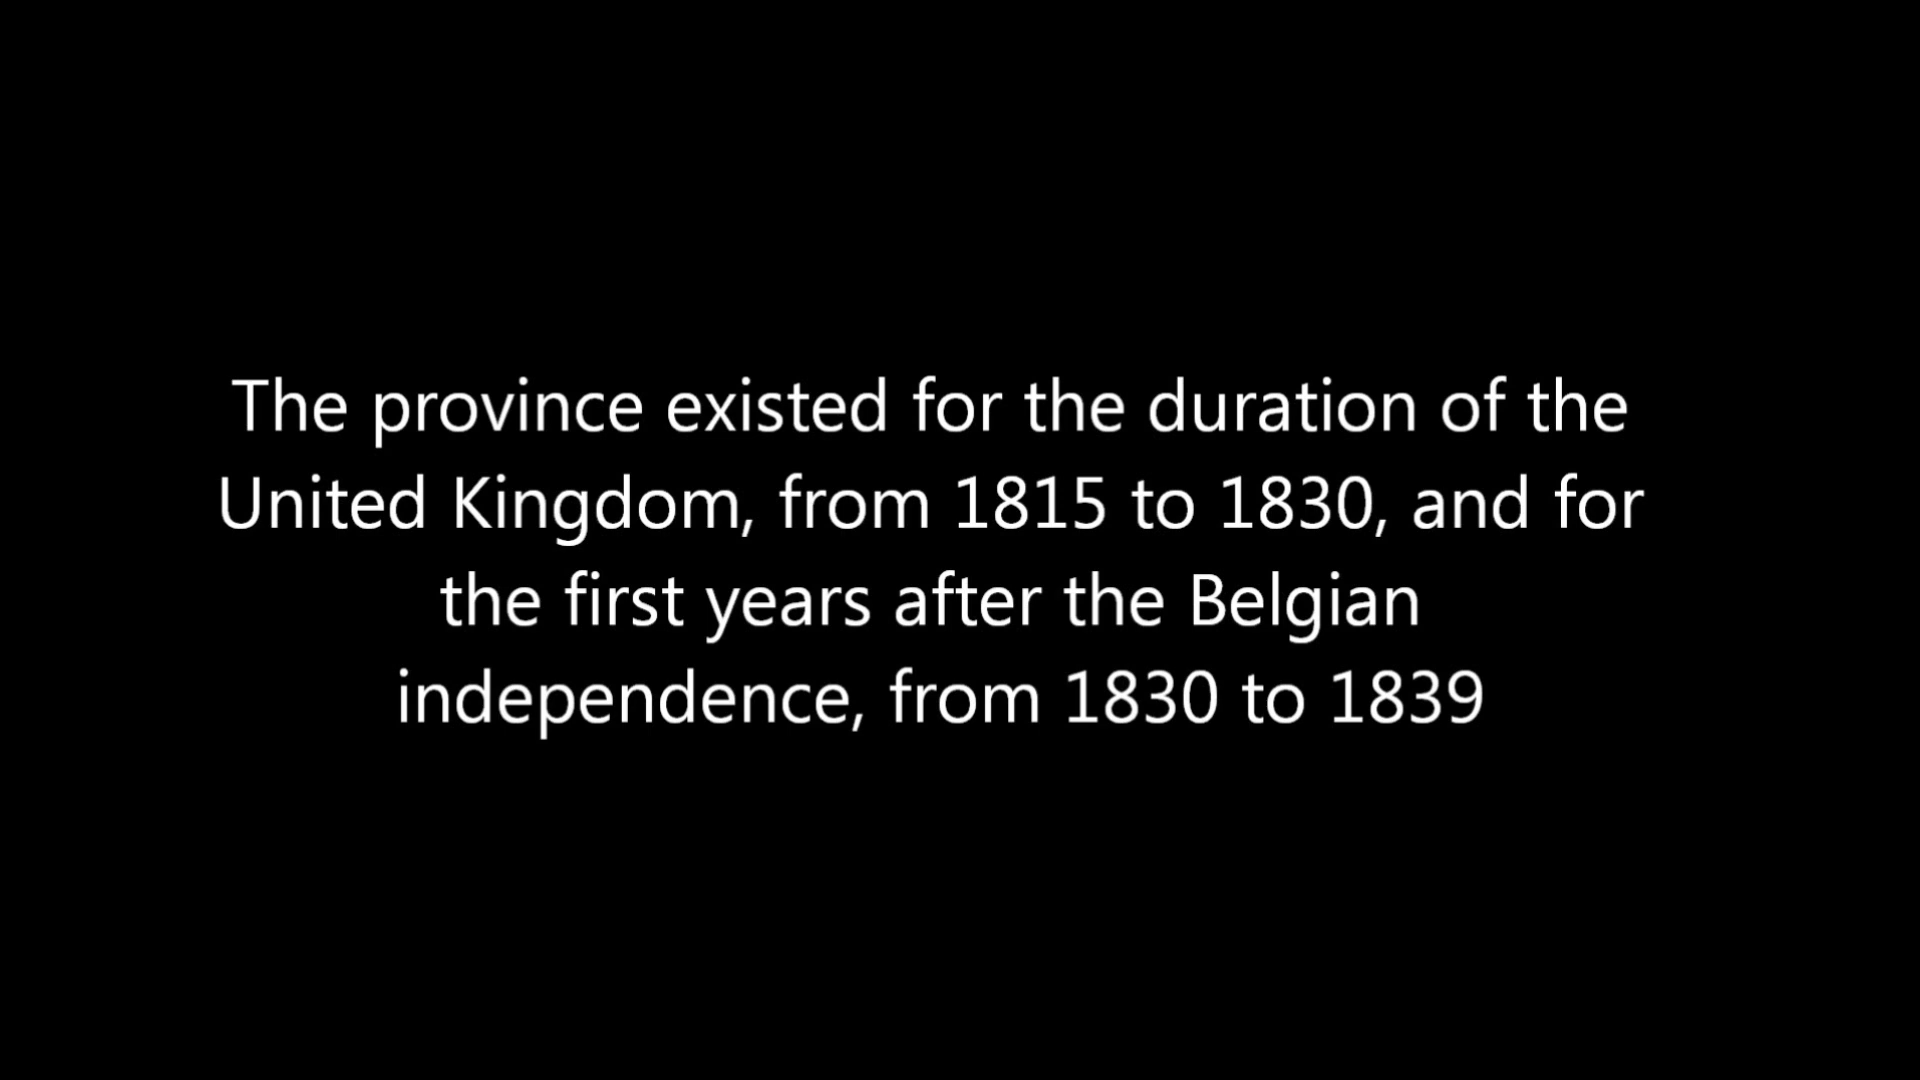 The province existed for the duration of the
United Kingdom, from 1815 to 1830, and for
the first years after the Belgian
independence, from 1830 to 1839